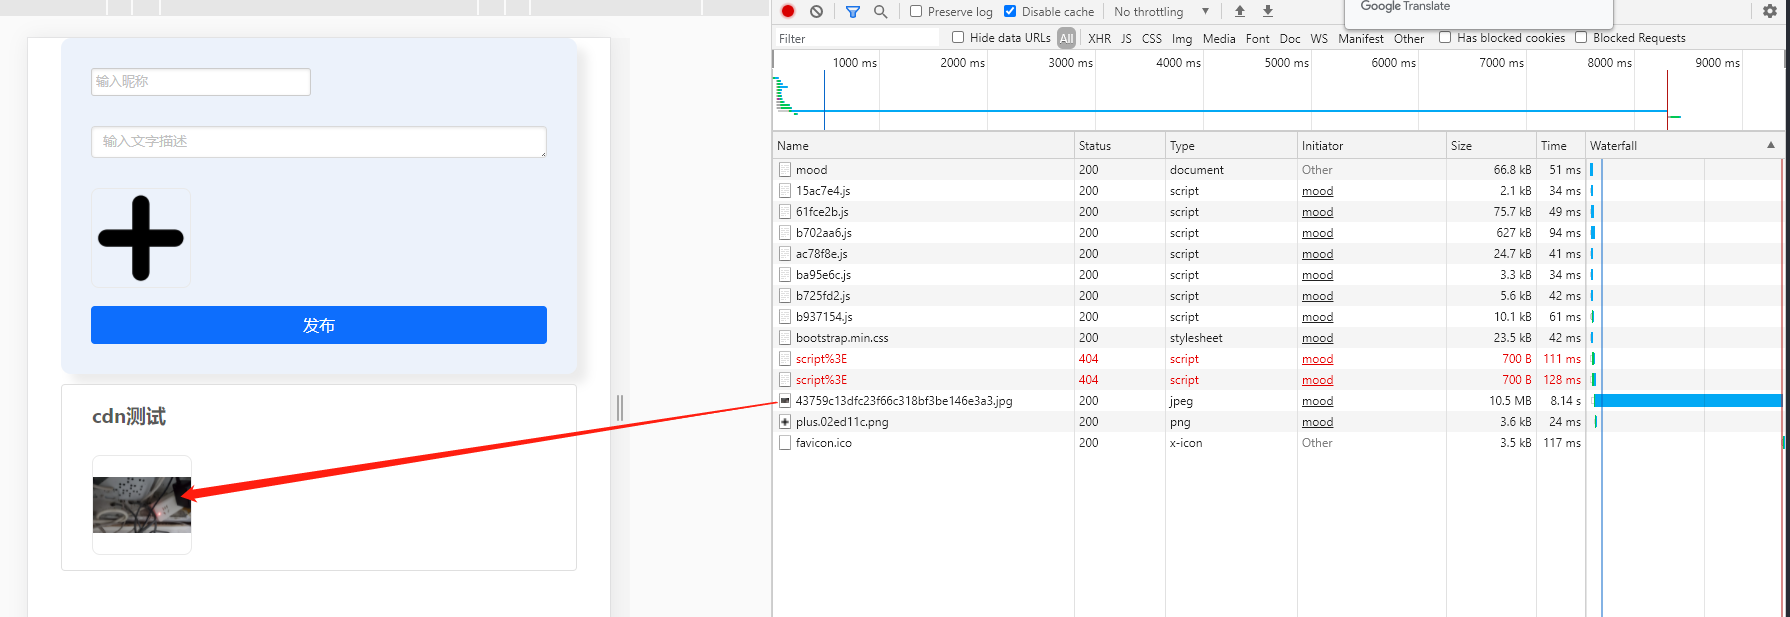 输入昵称
输入文字描述
发布
cdn测试
Preserve log
Disable cache
No throttling
Google Translate
Filter
Hide data URLs
All
XHR
JS
CSS
Img
Media
Font
Doc
WS
Manifest
Other
Has blocked cookies
Blocked Requests
1000 ms
2000 ms
3000 ms
4000 ms
5000 ms
6000 ms
7000 ms
8000 ms
9000 ms
Name Status Type Initiator Size Time Waterfall
mood 200 document Other 66.8 kB 51 ms
15ac7e4.js 200 script mood 2.1 kB 34 ms
61fce2b.js 200 script mood 75.7 kB 49 ms
b702aa6.js 200 script mood 627 kB 94 ms
ac78f8e.js 200 script mood 24.7 kB 41 ms
ba95e6c.js 200 script mood 3.3 kB 34 ms
b725fd2.js 200 script mood 5.6 kB 42 ms
b937154.js 200 script mood 10.1 kB 61 ms
bootstrap.min.css 200 stylesheet mood 23.5 kB 42 ms
script%3E 404 script mood 700 B 111 ms
script%3E 404 script mood 700 B 128 ms
43759c13dfc23f66c318bf3be146e3a3.jpg 200 jpeg mood 10.5 MB 8.14 s
plus.02ed11c.png 200 png mood 3.6 kB 24 ms
favicon.ico 200 x-icon Other 3.5 kB 117 ms